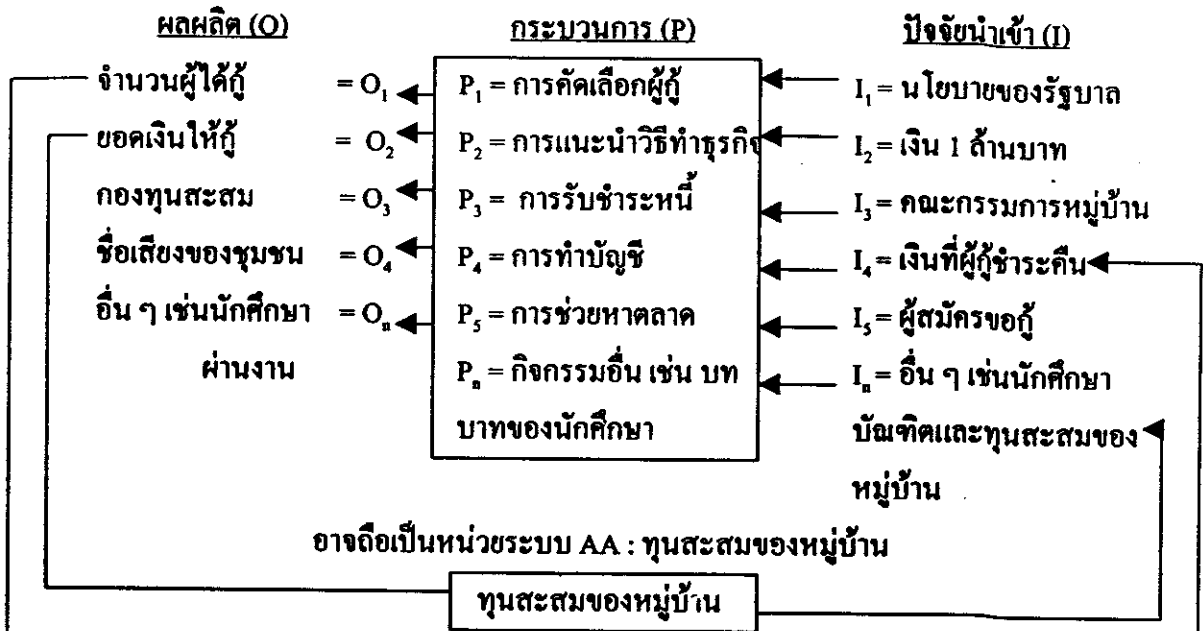 ผลผลิต (O) กระบวนการ (P) ปัจจัยนำเข้า (I)
จำนวนผู้ได้กู้ = O₁ P₁ = การคัดเลือกผู้กู้ I₁ = นโยบายของรัฐบาล
ยอดเงินให้กู้ = O₂ P₂ = การแนะนำวิธีทำธุรกิจ I₂ = เงิน 1 ล้านบาท
กองทุนสะสม = O₃ P₃ = การรับชำระหนี้ I₃ = คณะกรรมการหมู่บ้าน
ชื่อเสียงของชุมชน = O₄ P₄ = การทำบัญชี I₄ = เงินที่ผู้กู้ชำระคืน
อื่น ๆ เช่นนักศึกษา = Oₙ P₅ = การช่วยหาตลาด I₅ = ผู้สมัครขอกู้
ผ่านงาน Pₙ = กิจกรรมอื่น เช่น บท Iₙ = อื่น ๆ เช่นนักศึกษา
บาทของนักศึกษา บัณฑิตและทุนสะสมของ
หมู่บ้าน
อาจถือเป็นหน่วยระบบ AA : ทุนสะสมของหมู่บ้าน
ทุนสะสมของหมู่บ้าน